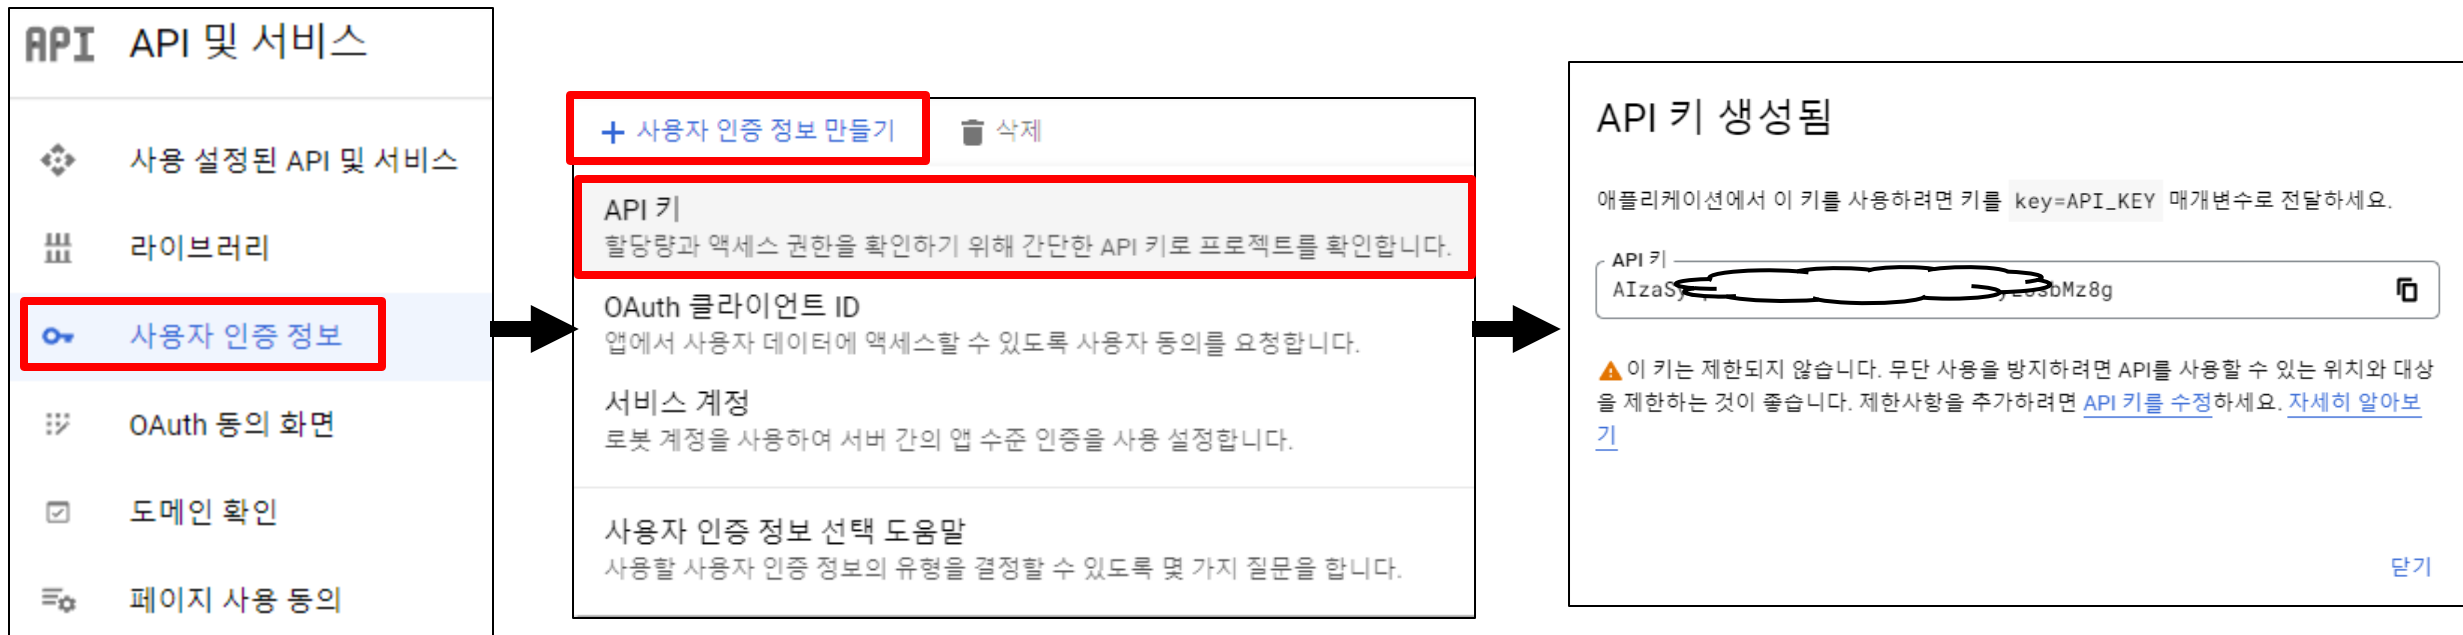 API API 및 서비스
사용 설정된 API 및 서비스
라이브러리
사용자 인증 정보
OAuth 동의 화면
도메인 확인
페이지 사용 동의
+ 사용자 인증 정보 만들기 삭제
API 키
할당량과 액세스 권한을 확인하기 위해 간단한 API 키로 프로젝트를 확인합니다.
OAuth 클라이언트 ID
앱에서 사용자 데이터에 액세스할 수 있도록 사용자 동의를 요청합니다.
서비스 계정
로봇 계정을 사용하여 서버 간의 앱 수준 인증을 사용 설정합니다.
사용자 인증 정보 선택 도움말
사용할 사용자 인증 정보의 유형을 결정할 수 있도록 몇 가지 질문을 합니다.
API 키 생성됨
애플리케이션에서 이 키를 사용하려면 키를 key=API_KEY 매개변수로 전달하세요.
API 키
이 키는 제한되지 않습니다. 무단 사용을 방지하려면 API를 사용할 수 있는 위치와 대상
을 제한하는 것이 좋습니다. 제한사항을 추가하려면 API 키를 수정하세요. 자세히 알아보
기
닫기